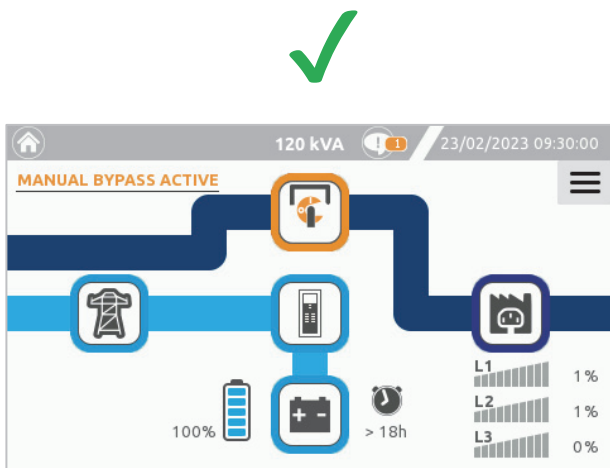 120 kVA
! 1
23/02/2023 09:30:00
MANUAL BYPASS ACTIVE
L1
1%
L2
1%
100%
> 18h
L3
0%